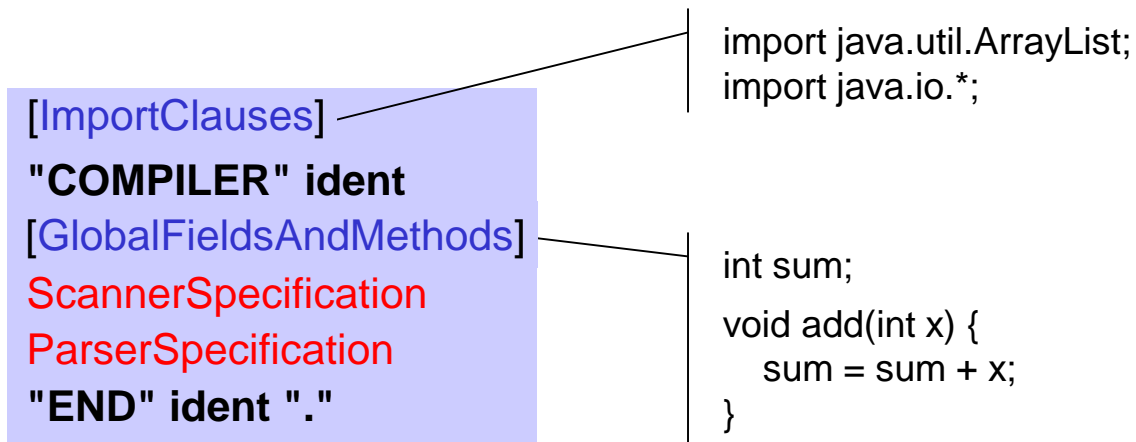 [ImportClauses]
"COMPILER" ident
[GlobalFieldsAndMethods]
ScannerSpecification
ParserSpecification
"END" ident "."
import java.util.ArrayList;
import java.io.*;
int sum;
void add(int x) {
sum = sum + x;
}